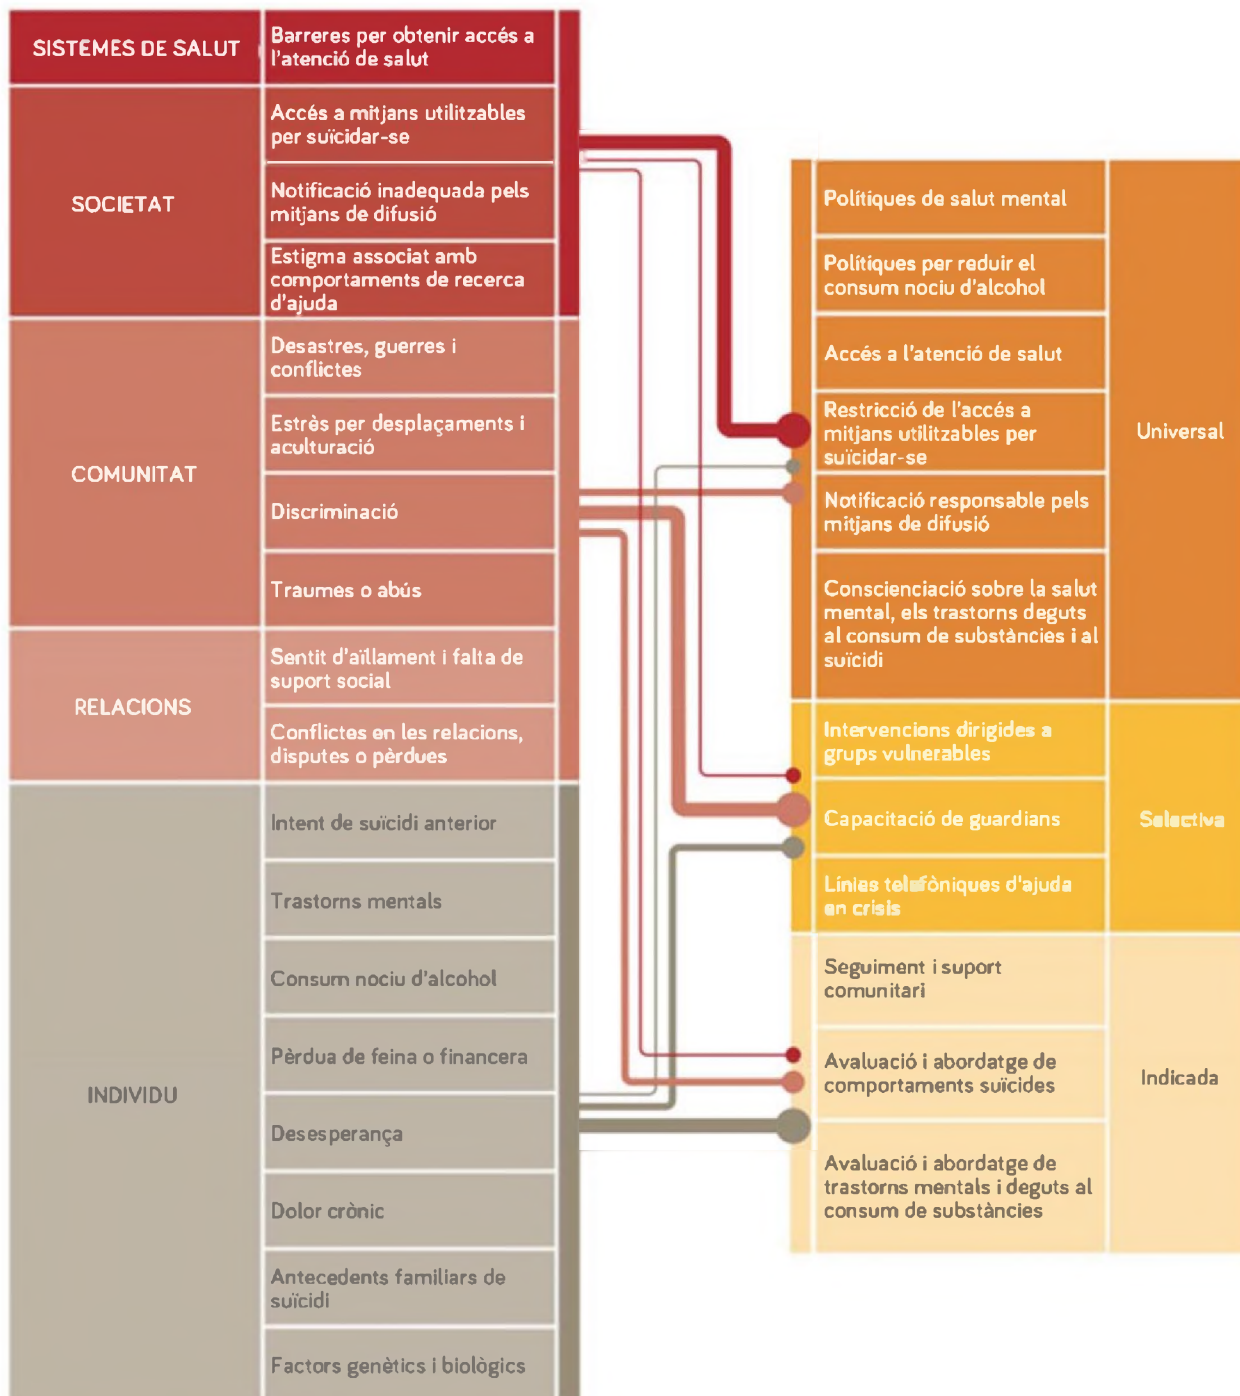 SISTEMES DE SALUT
Barreres per obtenir accés a
l'atenció de salut
SOCIETAT
Accés a mitjans utilitzables
per suïcidar-se
Notificació inadequada pels
mitjans de difusió
Estigma associat amb
comportaments de recerca
d'ajuda
COMUNITAT
Desastres, guerres i
conflictes
Estrès per desplaçaments i
aculturació
Discriminació
Traumes o abús
RELACIONS
Sentit d'aïllament i falta de
suport social
Conflictes en les relacions,
disputes o pèrdues
INDIVIDU
Intent de suïcidi anterior
Trastorns mentals
Consum nociu d'alcohol
Pèrdua de feina o financera
Desesperança
Dolor crònic
Antecedents familiars de
suïcidi
Factors genètics i biològics
Polítiques de salut mental
Polítiques per reduir el
consum nociu d'alcohol
Accés a l'atenció de salut
Restricció de l'accés a
mitjans utilitzables per
suïcidar-se
Notificació responsable pels
mitjans de difusió
Conscienciació sobre la salut
mental, els trastorns deguts
al consum de substàncies i al
suïcidi
Universal
Intervencions dirigides a
grups vulnerables
Capacitació de guardians
Línies telefòniques d'ajuda
en crisis
Selectiva
Seguiment i suport
comunitari
Avaluació i abordatge de
comportaments suïcides
Avaluació i abordatge de
trastorns mentals i deguts al
consum de substàncies
Indicada